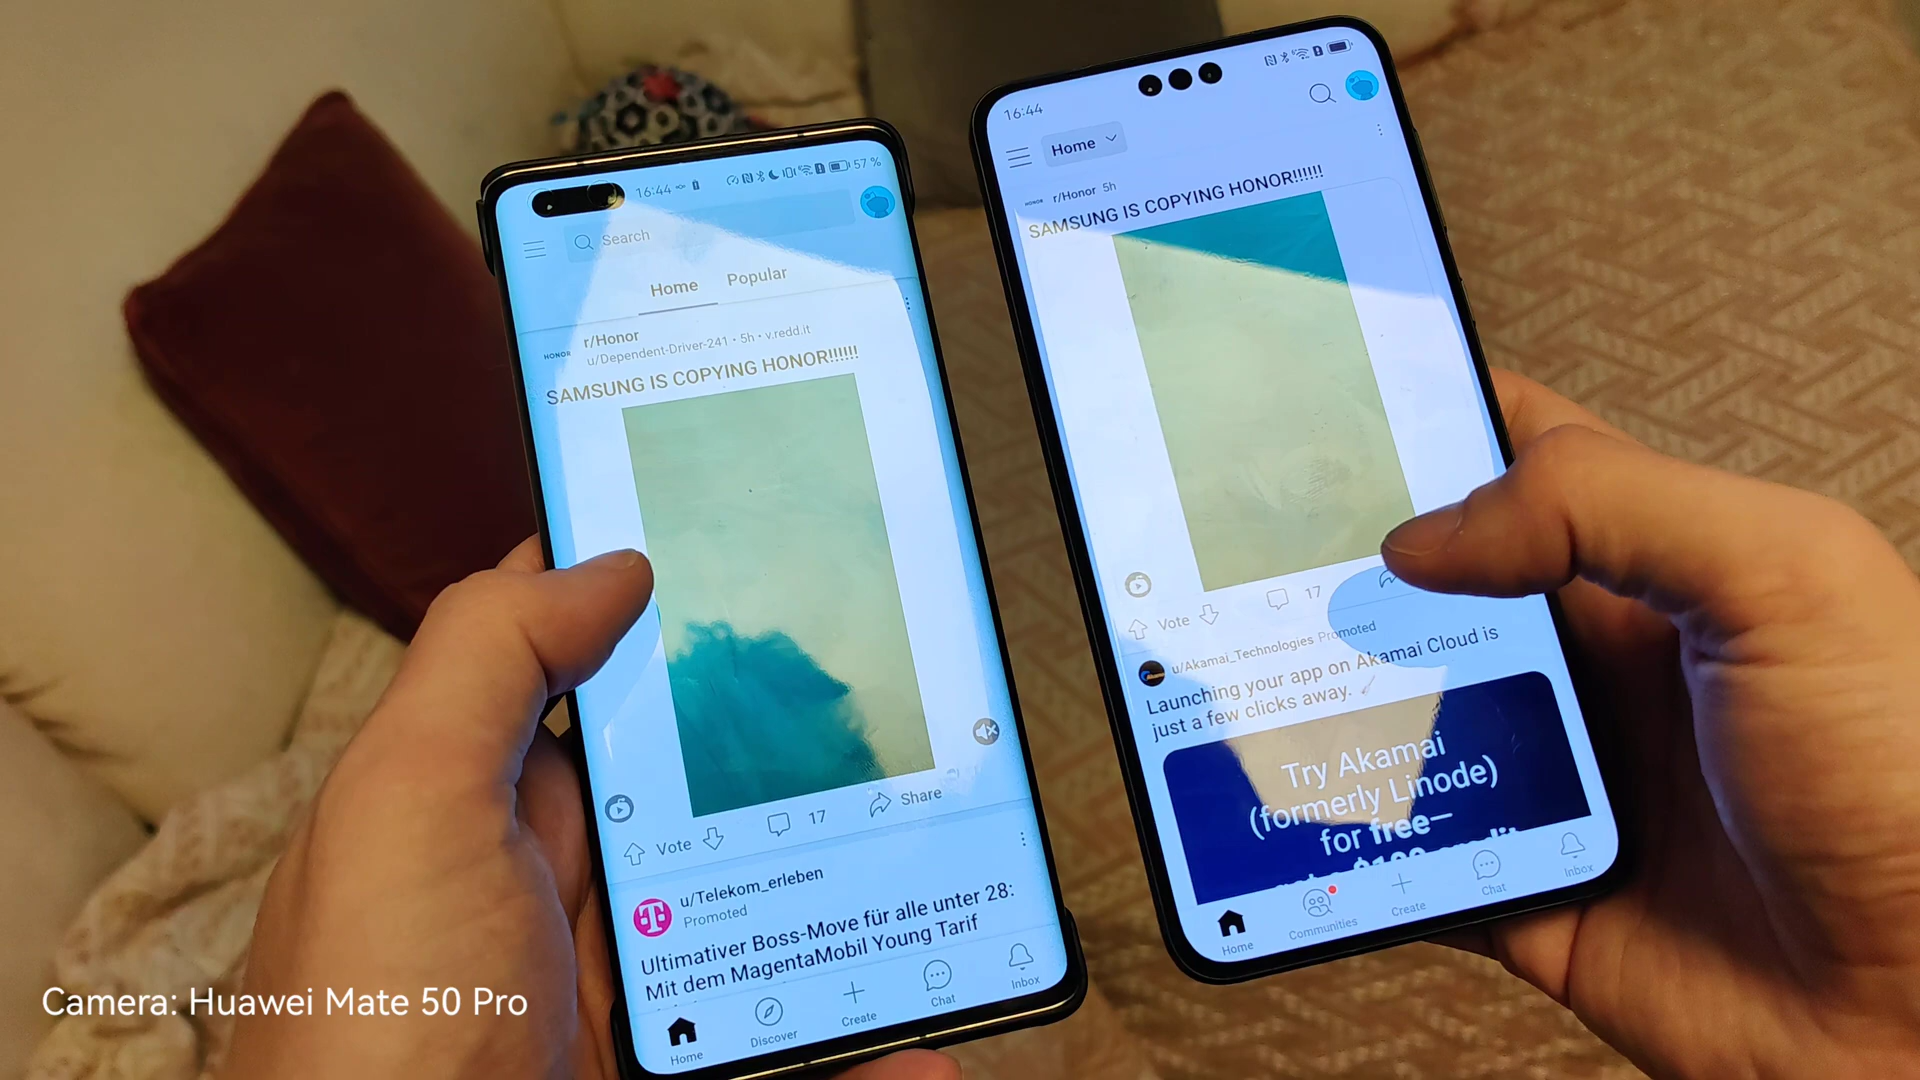 16:44
57 %
Search
Home
Popular
HONOR
r/Honor
u/Dependent-Driver-241 • 5h • v.redd.it
SAMSUNG IS COPYING HONOR!!!!!!
Vote
17
Share
u/Telekom_erleben
Promoted
Ultimativer Boss-Move für alle unter 28:
Mit dem MagentaMobil Young Tarif
Home
Discover
Create
Chat
Inbox
16:44
Home
HONOR
r/Honor 5h
SAMSUNG IS COPYING HONOR!!!!!!
Vote
17
u/Akamai_Technologies Promoted
Launching your app on Akamai Cloud is
just a few clicks away.
Try Akamai
(formerly Linode)
for free—
Home
Communities
Create
Chat
Inbox
Camera: Huawei Mate 50 Pro